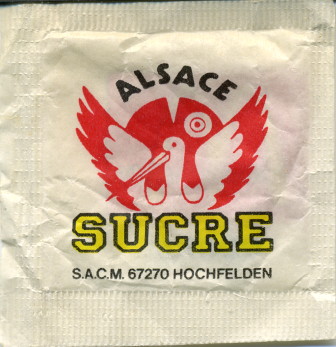 ALSACE
SUCRE
S.A.C.M. 67270 HOCHFELDEN